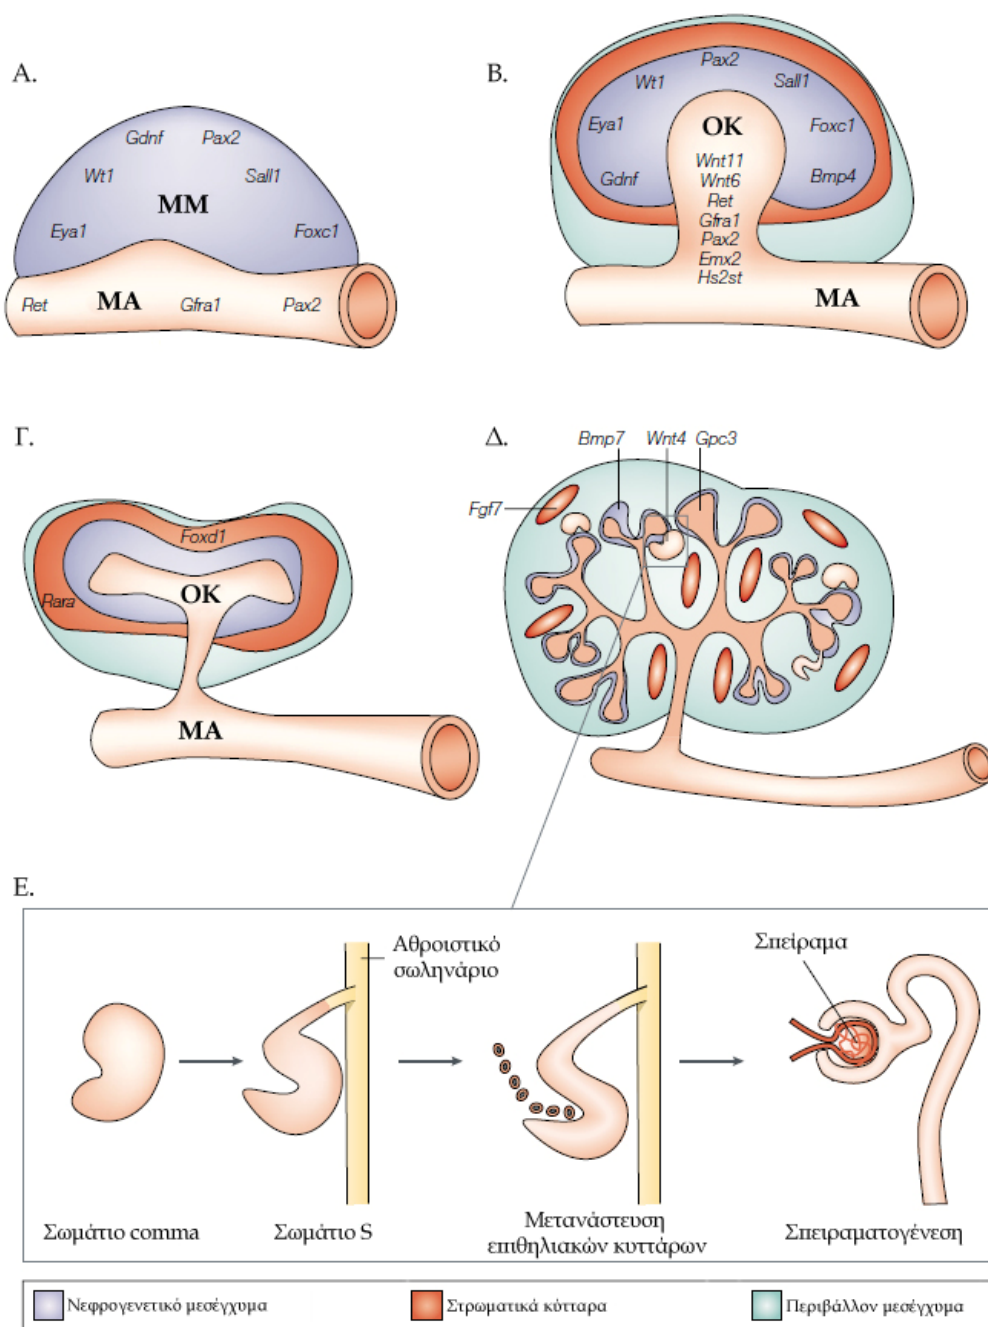 Α.
Gdnf Pax2
Wt1 Sall1
MM
Eya1 Foxc1
Ret MA Gfra1 Pax2
Β.
Pax2
Wt1 Sall1
Eya1 OK Foxc1
Wnt11
Gdnf Wnt6 Bmp4
Ret
Gfra1
Pax2
Emx2
Hs2st
MA
Γ.
Foxd1
OK
Rara
MA
Δ.
Bmp7 Wnt4 Gpc3
Fgf7
Ε.
Αθροιστικό
σωληνάριο
Σπείραμα
Σωμάτιο comma
Σωμάτιο S
Μετανάστευση
επιθηλιακών κυττάρων
Σπειραματογένεση
Νεφρογενετικό μεσέγχυμα
Στρωματικά κύτταρα
Περιβάλλον μεσέγχυμα